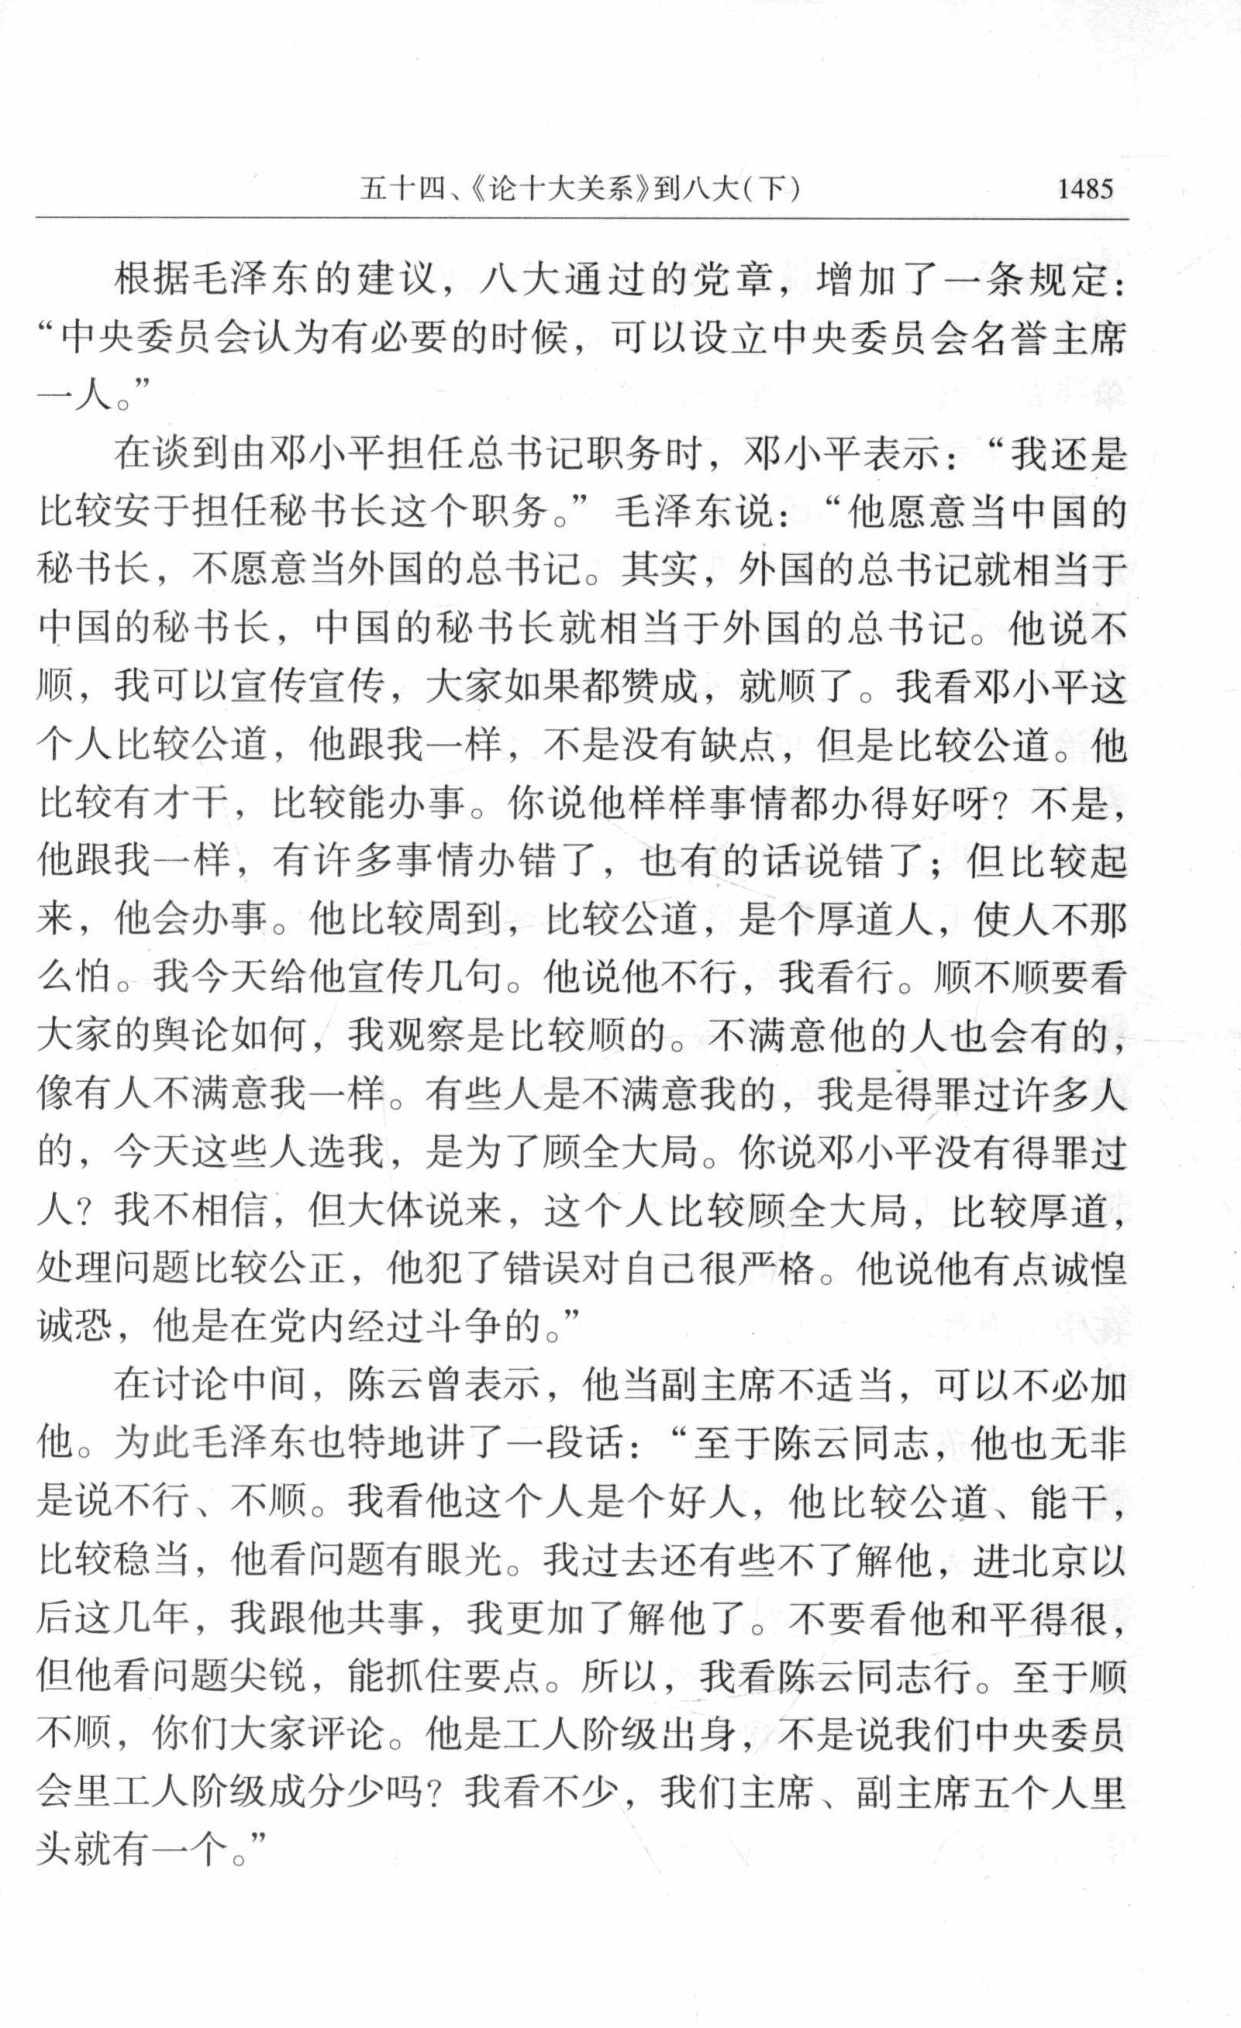 五十四、《论十大关系》到八大(下) 1485
根据毛泽东的建议，八大通过的党章，增加了一条规定：
“中央委员会认为有必要的时候，可以设立中央委员会名誉主席
一人。”
在谈到由邓小平担任总书记职务时，邓小平表示：“我还是
比较安于担任秘书长这个职务。”毛泽东说：“他愿意当中国的
秘书长，不愿意当外国的总书记。其实，外国的总书记就相当于
中国的秘书长，中国的秘书长就相当于外国的总书记。他说不
顺，我可以宣传宣传，大家如果都赞成，就顺了。我看邓小平这
个人比较公道，他跟我一样，不是没有缺点，但是比较公道。他
比较有才干，比较能办事。你说他样样事情都办得好呀？不是，
他跟我一样，有许多事情办错了，也有的话说错了；但比较起
来，他会办事。他比较周到，比较公道，是个厚道人，使人不那
么怕。我今天给他宣传几句。他说他不行，我看行。顺不顺要看
大家的舆论如何，我观察是比较顺的。不满意他的人也会有的，
像有人不满意我一样。有些人是不满意我的，我是得罪过许多人
的，今天这些人选我，是为了顾全大局。你说邓小平没有得罪过
人？我不相信，但大体说来，这个人比较顾全大局，比较厚道，
处理问题比较公正，他犯了错误对自己很严格。他说他有点诚惶
诚恐，他是在党内经过斗争的。”
在讨论中间，陈云曾表示，他当副主席不适当，可以不必加
他。为此毛泽东也特地讲了一段话：“至于陈云同志，他也无非
是说不行、不顺。我看他这个人是个好人，他比较公道、能干，
比较稳当，他看问题有眼光。我过去还有些不了解他，进北京以
后这几年，我跟他共事，我更加了解他了。不要看他和平得很，
但他看问题尖锐，能抓住要点。所以，我看陈云同志行。至于顺
不顺，你们大家评论。他是工人阶级出身，不是说我们中央委员
会里工人阶级成分少吗？我看不少，我们主席、副主席五个人里
头就有一个。”